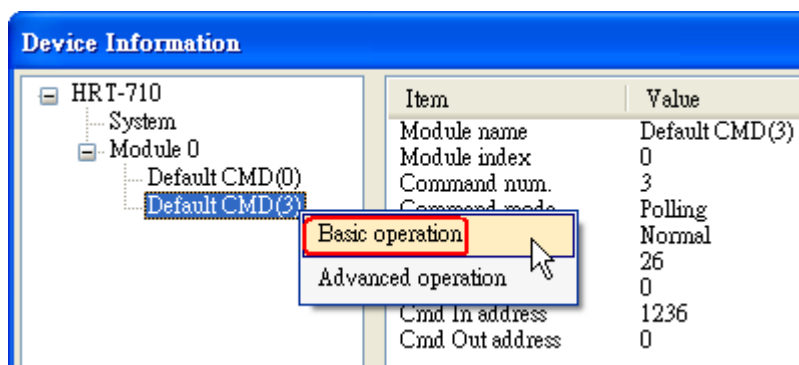 Device Information
HRT-710
System
Module 0
Default CMD(0)
Default CMD(3)
Basic operation
Advanced operation
Item Value
Module name Default CMD(3)
Module index 0
Command num. 3
Command mode Polling
Normal
26
0
Cmd In address 1236
Cmd Out address 0